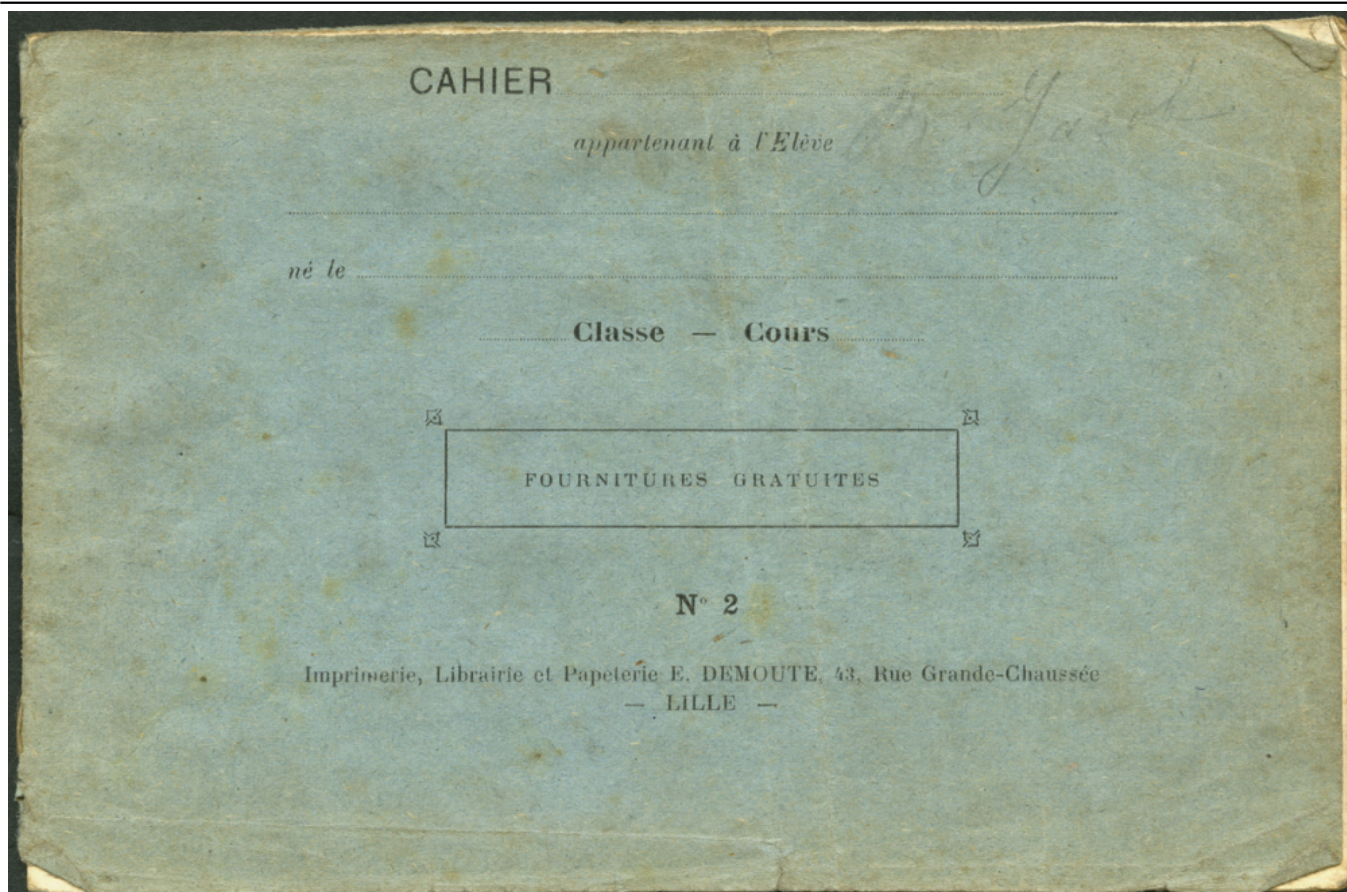 CAHIER
appartenant à l'Elève
né le
Classe — Cours
FOURNITURES GRATUITES
N° 2
Imprimerie, Librairie et Papeterie E. DEMOUTE, 43, Rue Grande-Chaussée
— LILLE —